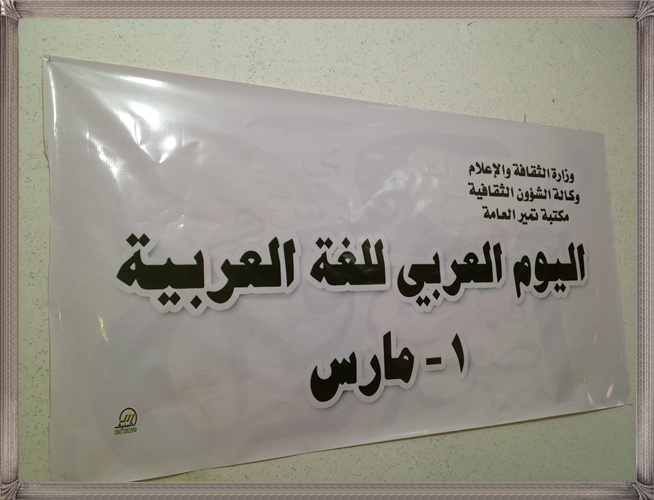 وزارة الثقافة والإعلام
وكالة الشؤون الثقافية
مكتبة تمير العامة
اليوم العربي للغة العربية
١ - مارس